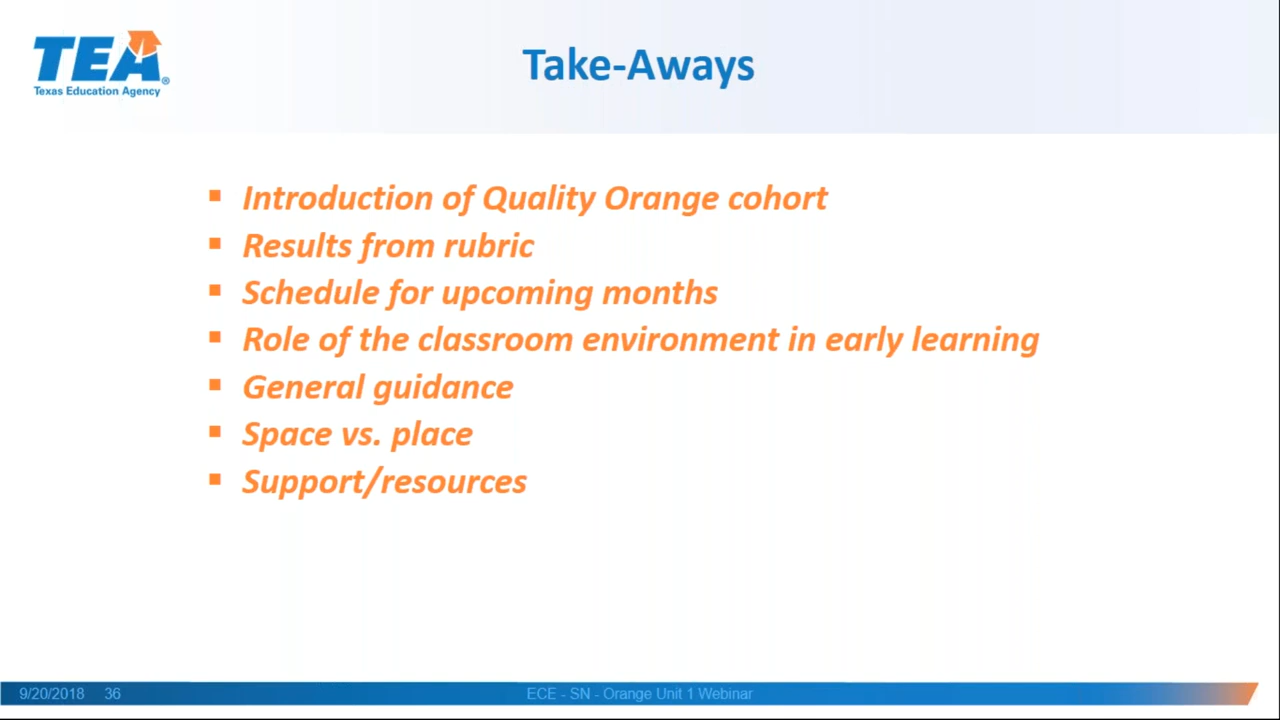 TEA
Texas Education Agency
Take-Aways
Introduction of Quality Orange cohort
Results from rubric
Schedule for upcoming months
Role of the classroom environment in early learning
General guidance
Space vs. place
Support/resources
9/20/2018 36 ECE - SN - Orange Unit 1 Webinar